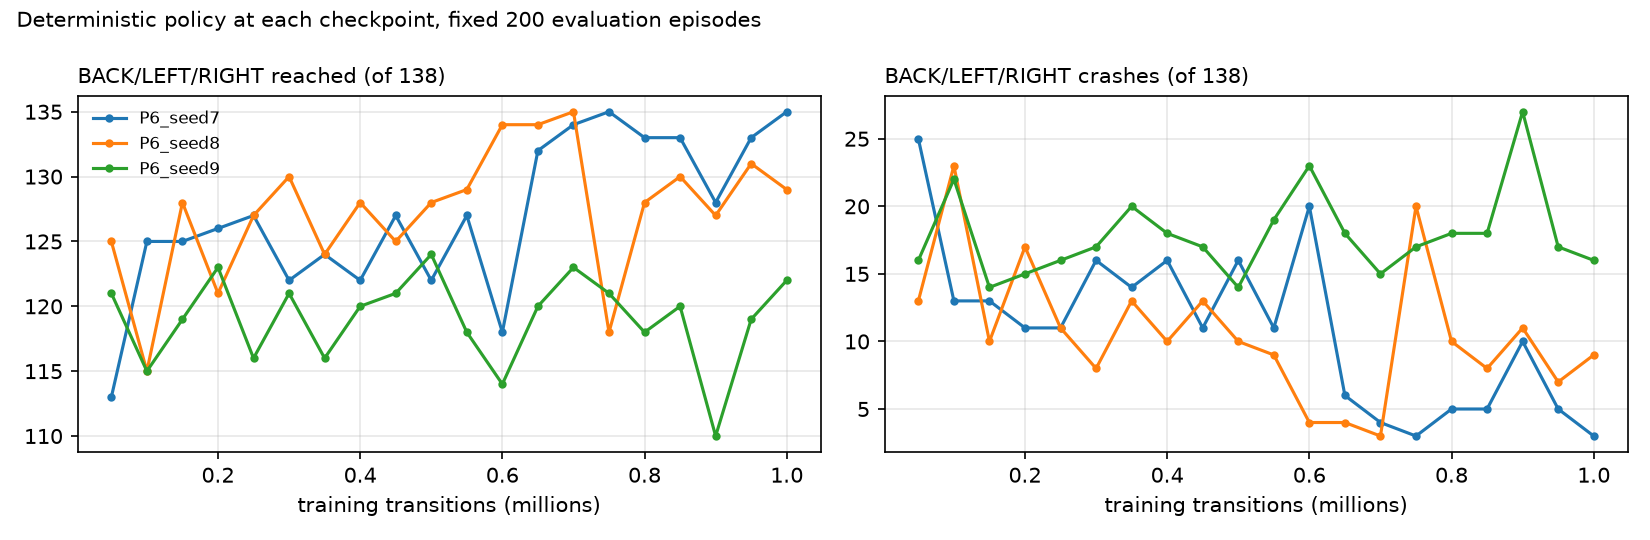 Deterministic policy at each checkpoint, fixed 200 evaluation episodes
BACK/LEFT/RIGHT reached (of 138)
135
130
125
120
115
110
P6_seed7
P6_seed8
P6_seed9
0.2 0.4 0.6 0.8 1.0
training transitions (millions)
BACK/LEFT/RIGHT crashes (of 138)
25
20
15
10
5
0.2 0.4 0.6 0.8 1.0
training transitions (millions)